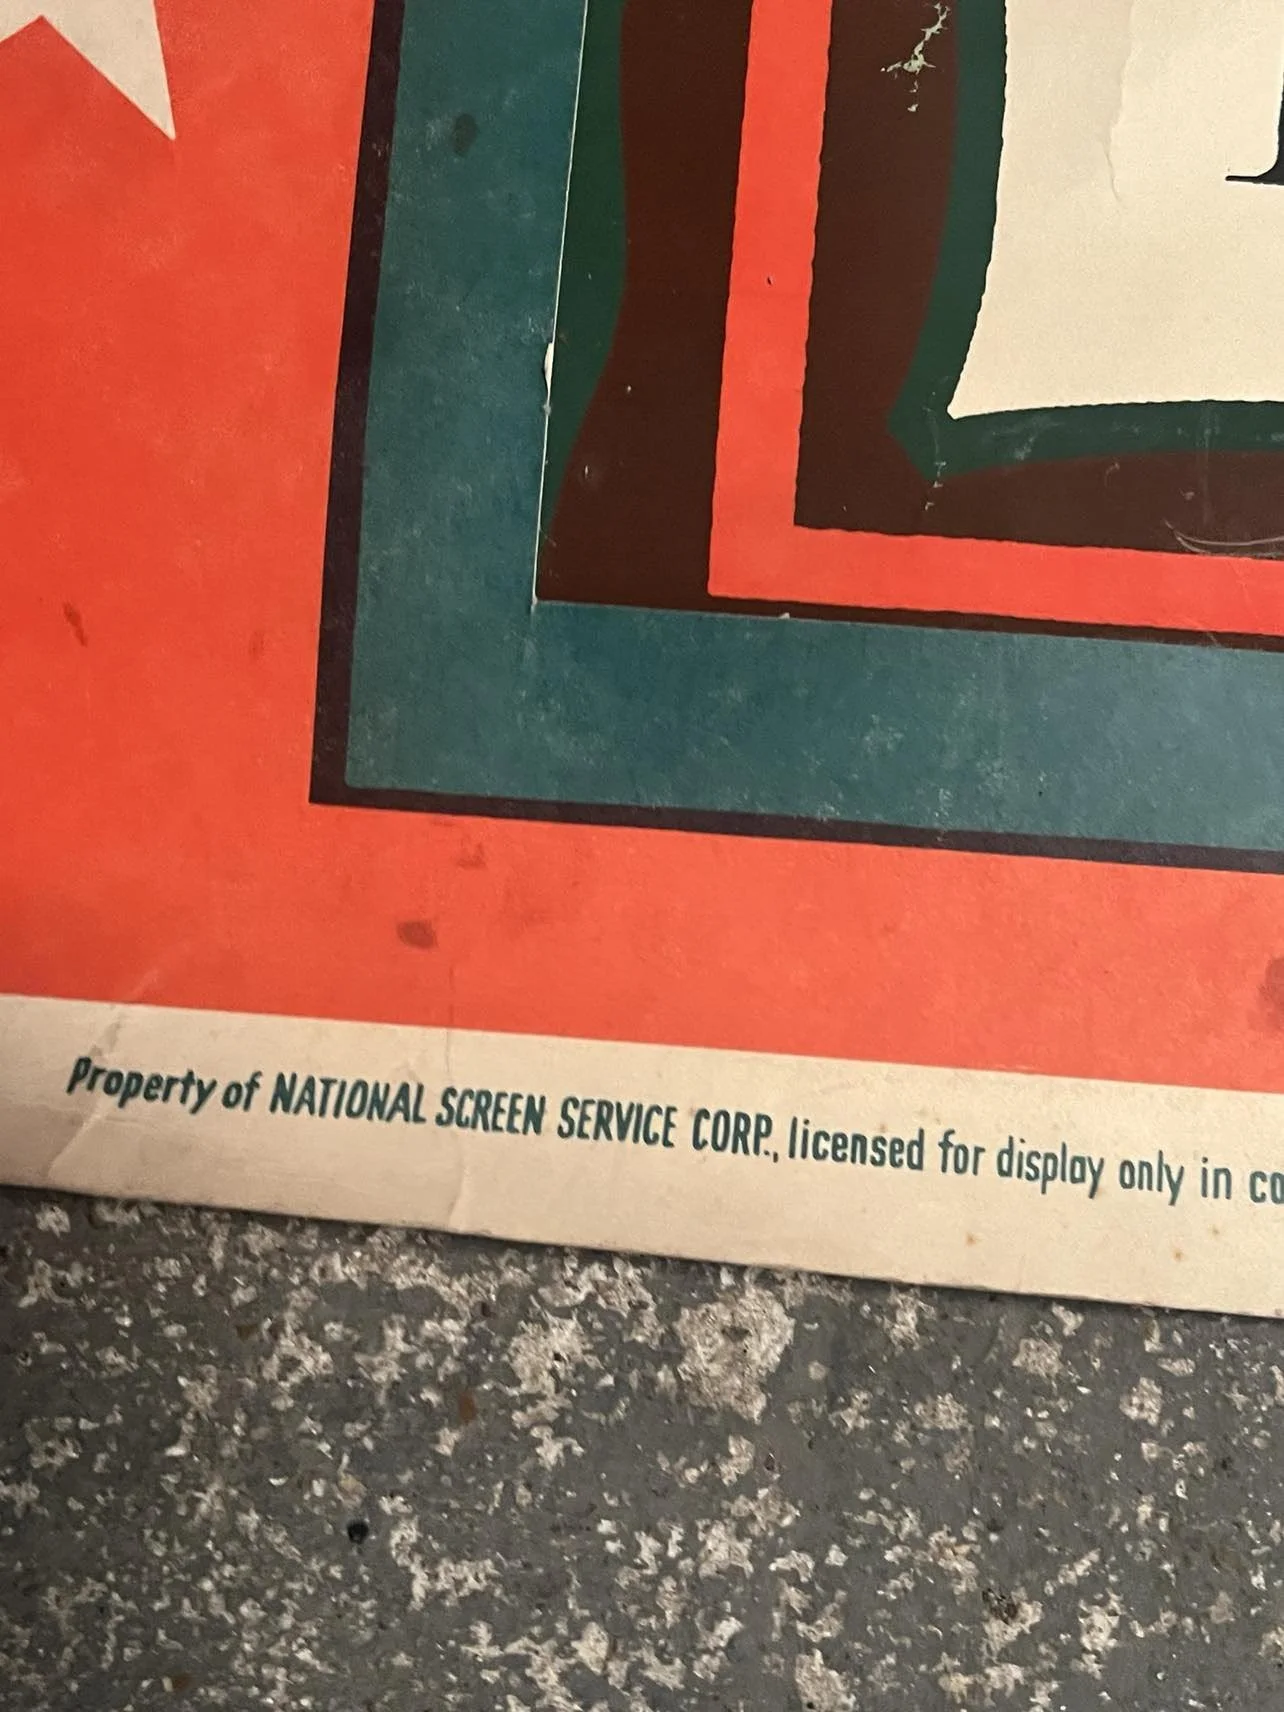 Property of NATIONAL SCREEN SERVICE CORP., licensed for display only in co